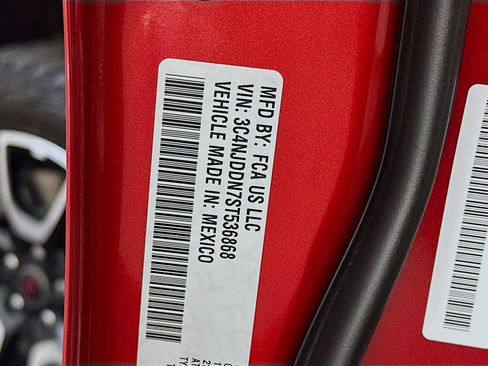 MFD BY: FCA US LLC
VIN: 3C4NJDDN7ST536868
VEHICLE MADE IN: MEXICO